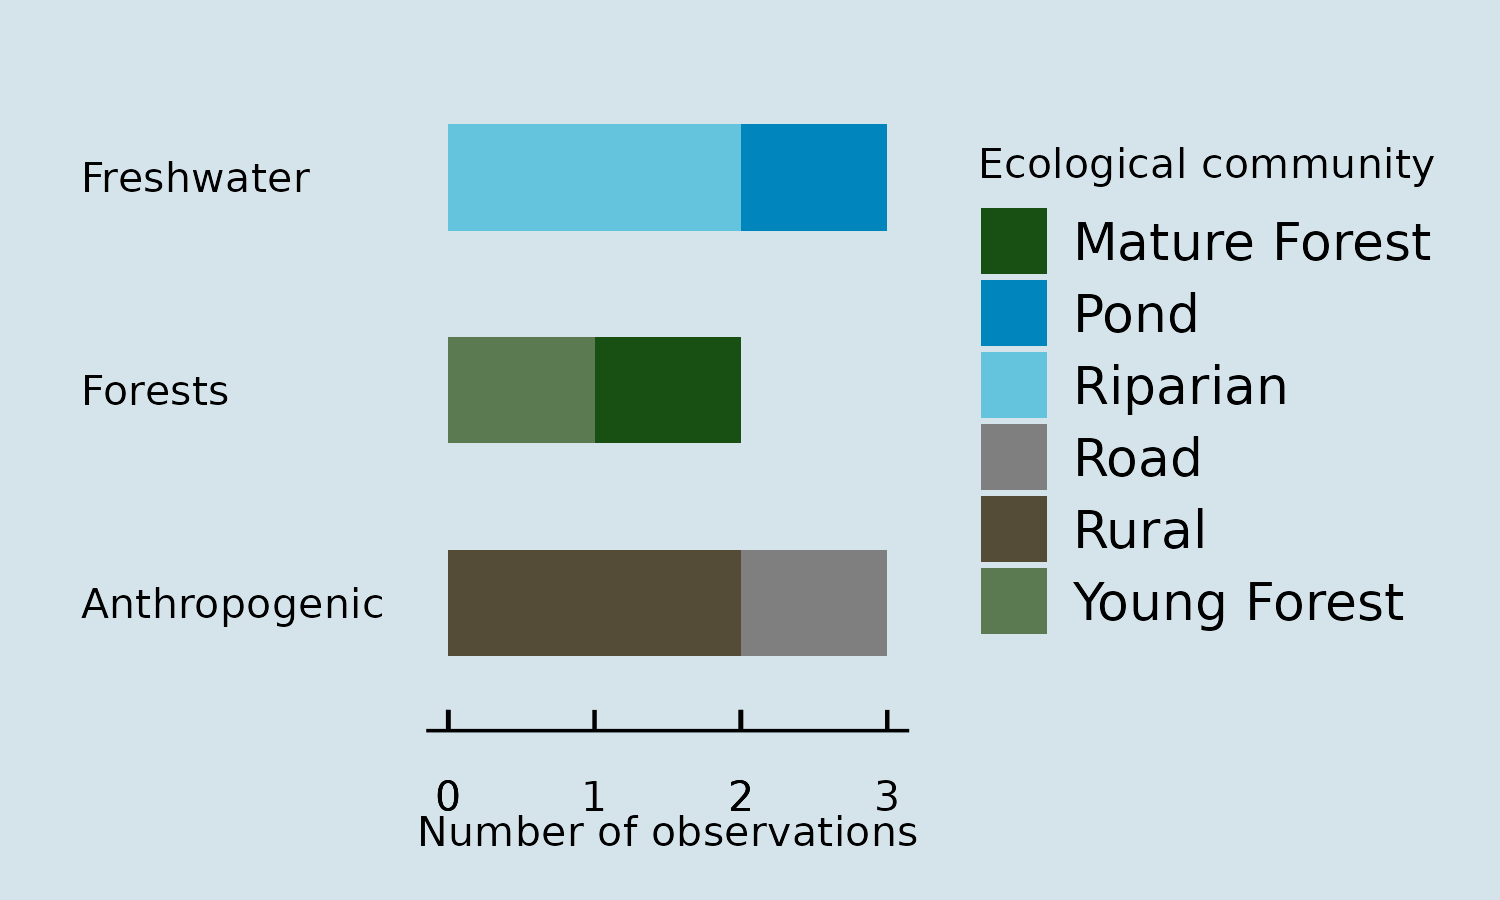 Freshwater
Forests
Anthropogenic
0 1 2 3
Number of observations
Ecological community
Mature Forest
Pond
Riparian
Road
Rural
Young Forest